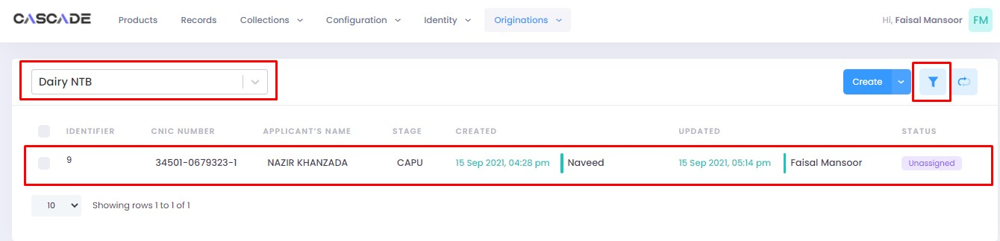 CASCADE Products Records Collections Configuration Identity Originations Hi, Faisal Mansoor FM
Dairy NTB Create
IDENTIFIER CNIC NUMBER APPLICANT'S NAME STAGE CREATED UPDATED STATUS
9 34501-0679323-1 NAZIR KHANZADA CAPU 15 Sep 2021, 04:28 pm Naveed 15 Sep 2021, 05:14 pm Faisal Mansoor Unassigned
10 Showing rows 1 to 1 of 1